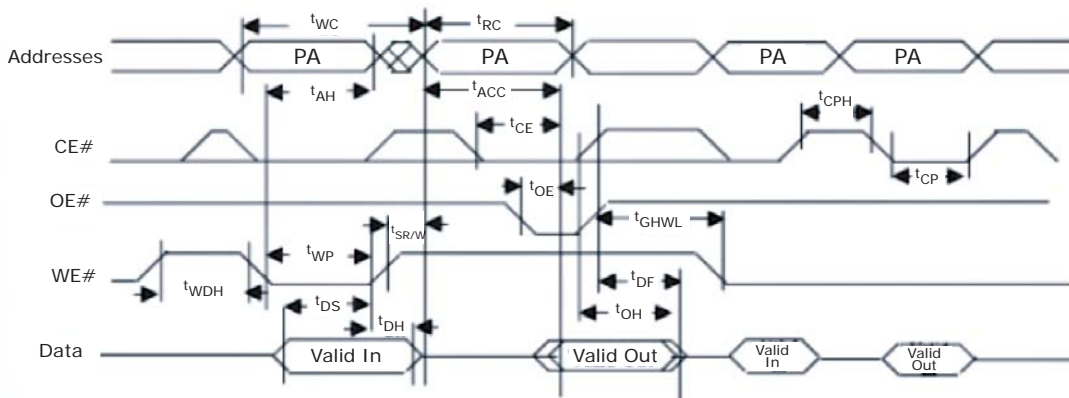 tWC tRC
Addresses PA PA PA PA
tAH tACC
tCPH
tCE
CE#
tCP
tOE
OE#
tGHWL
tSR/W
tWP
WE#
tWDH
tDF
tDS
tOH
tDH
Data Valid In Valid Out Valid In Valid Out